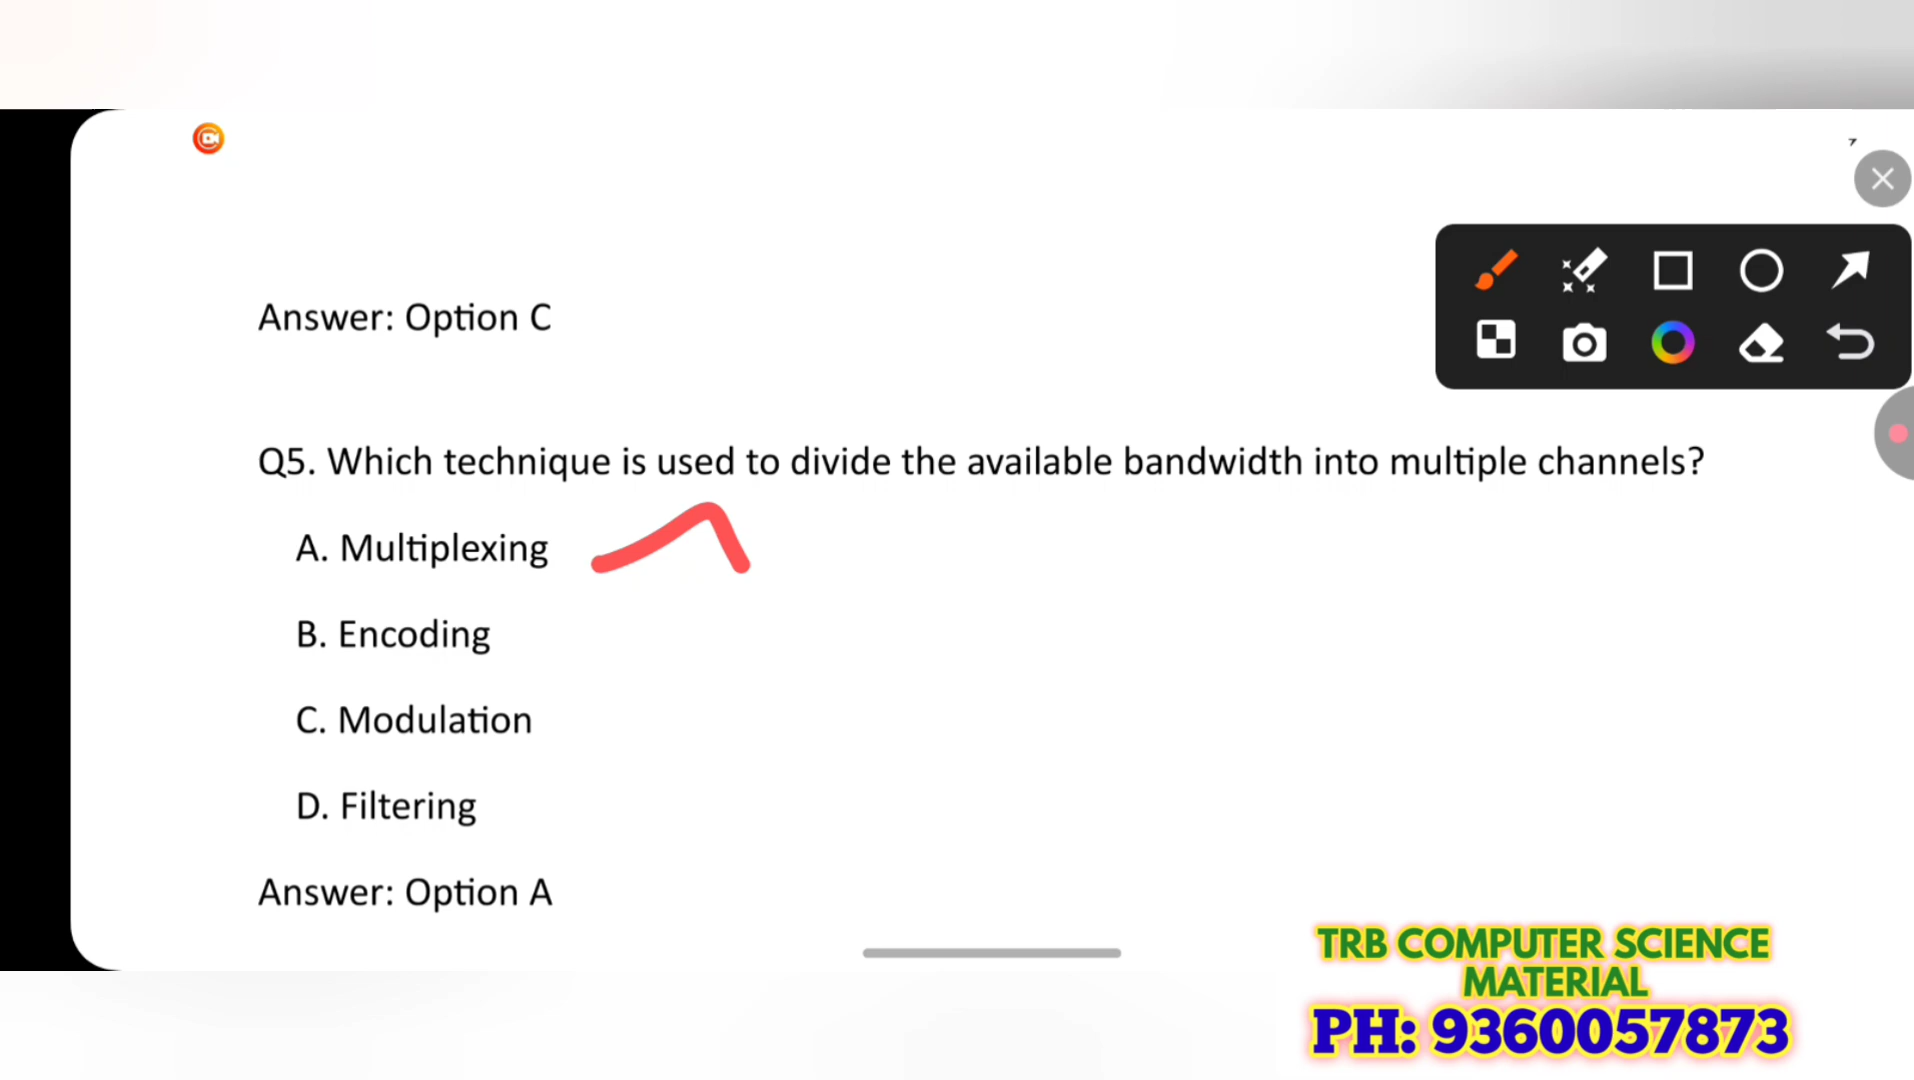 Answer: Option C
Q5. Which technique is used to divide the available bandwidth into multiple channels?
A. Multiplexing
B. Encoding
C. Modulation
D. Filtering
Answer: Option A
TRB COMPUTER SCIENCE
MATERIAL
PH: 9360057873